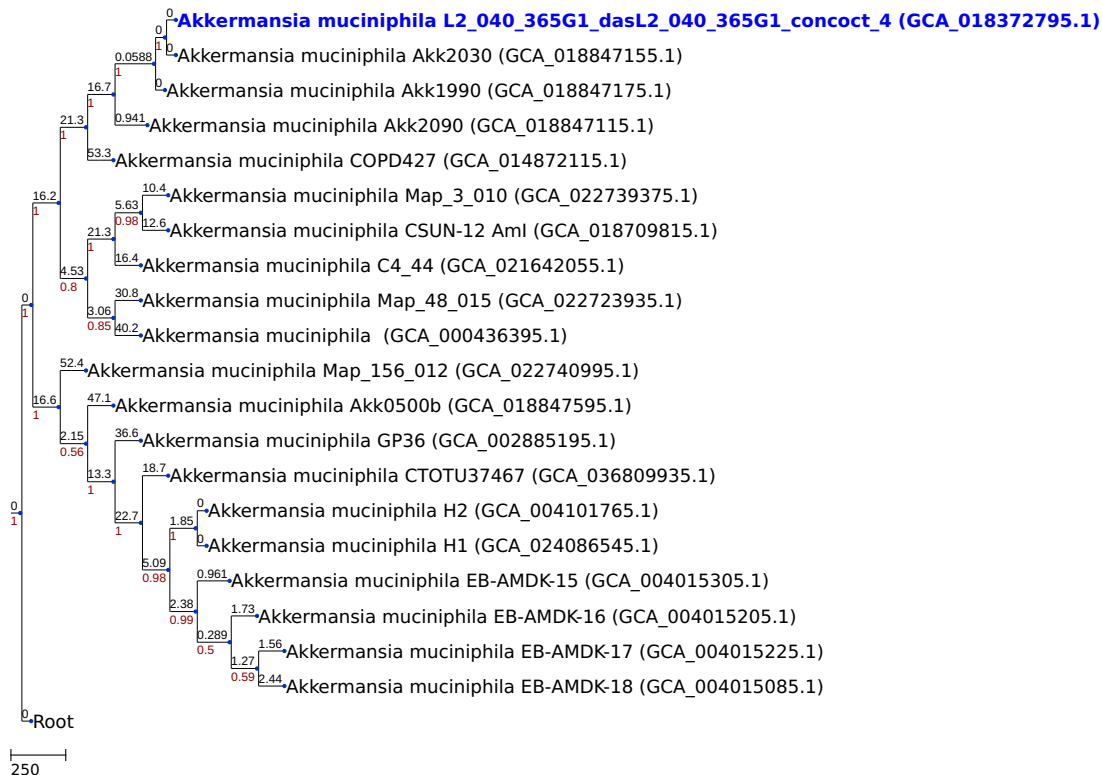 0
Akkermansia muciniphila L2_040_365G1_dasL2_040_365G1_concoct_4 (GCA_018372795.1)
0
1
0
Akkermansia muciniphila Akk2030 (GCA_018847155.1)
0.0588
1
0
Akkermansia muciniphila Akk1990 (GCA_018847175.1)
16.7
1
0.941
Akkermansia muciniphila Akk2090 (GCA_018847115.1)
21.3
1
53.3
Akkermansia muciniphila COPD427 (GCA_014872115.1)
16.2
1
10.4
Akkermansia muciniphila Map_3_010 (GCA_022739375.1)
5.63
0.98
12.6
Akkermansia muciniphila CSUN-12 AmI (GCA_018709815.1)
21.3
1
16.4
Akkermansia muciniphila C4_44 (GCA_021642055.1)
4.53
0.8
30.8
Akkermansia muciniphila Map_48_015 (GCA_022723935.1)
0
1
3.06
0.85
40.2
Akkermansia muciniphila  (GCA_000436395.1)
52.4
Akkermansia muciniphila Map_156_012 (GCA_022740995.1)
16.6
1
47.1
Akkermansia muciniphila Akk0500b (GCA_018847595.1)
2.15
0.56
36.6
Akkermansia muciniphila GP36 (GCA_002885195.1)
13.3
1
18.7
Akkermansia muciniphila CTOTU37467 (GCA_036809935.1)
0
1
0
Akkermansia muciniphila H2 (GCA_004101765.1)
22.7
1
1.85
1
0
Akkermansia muciniphila H1 (GCA_024086545.1)
5.09
0.98
0.961
Akkermansia muciniphila EB-AMDK-15 (GCA_004015305.1)
2.38
0.99
1.73
Akkermansia muciniphila EB-AMDK-16 (GCA_004015205.1)
0.289
0.5
1.56
Akkermansia muciniphila EB-AMDK-17 (GCA_004015225.1)
1.27
0.59
2.44
Akkermansia muciniphila EB-AMDK-18 (GCA_004015085.1)
0
Root
250